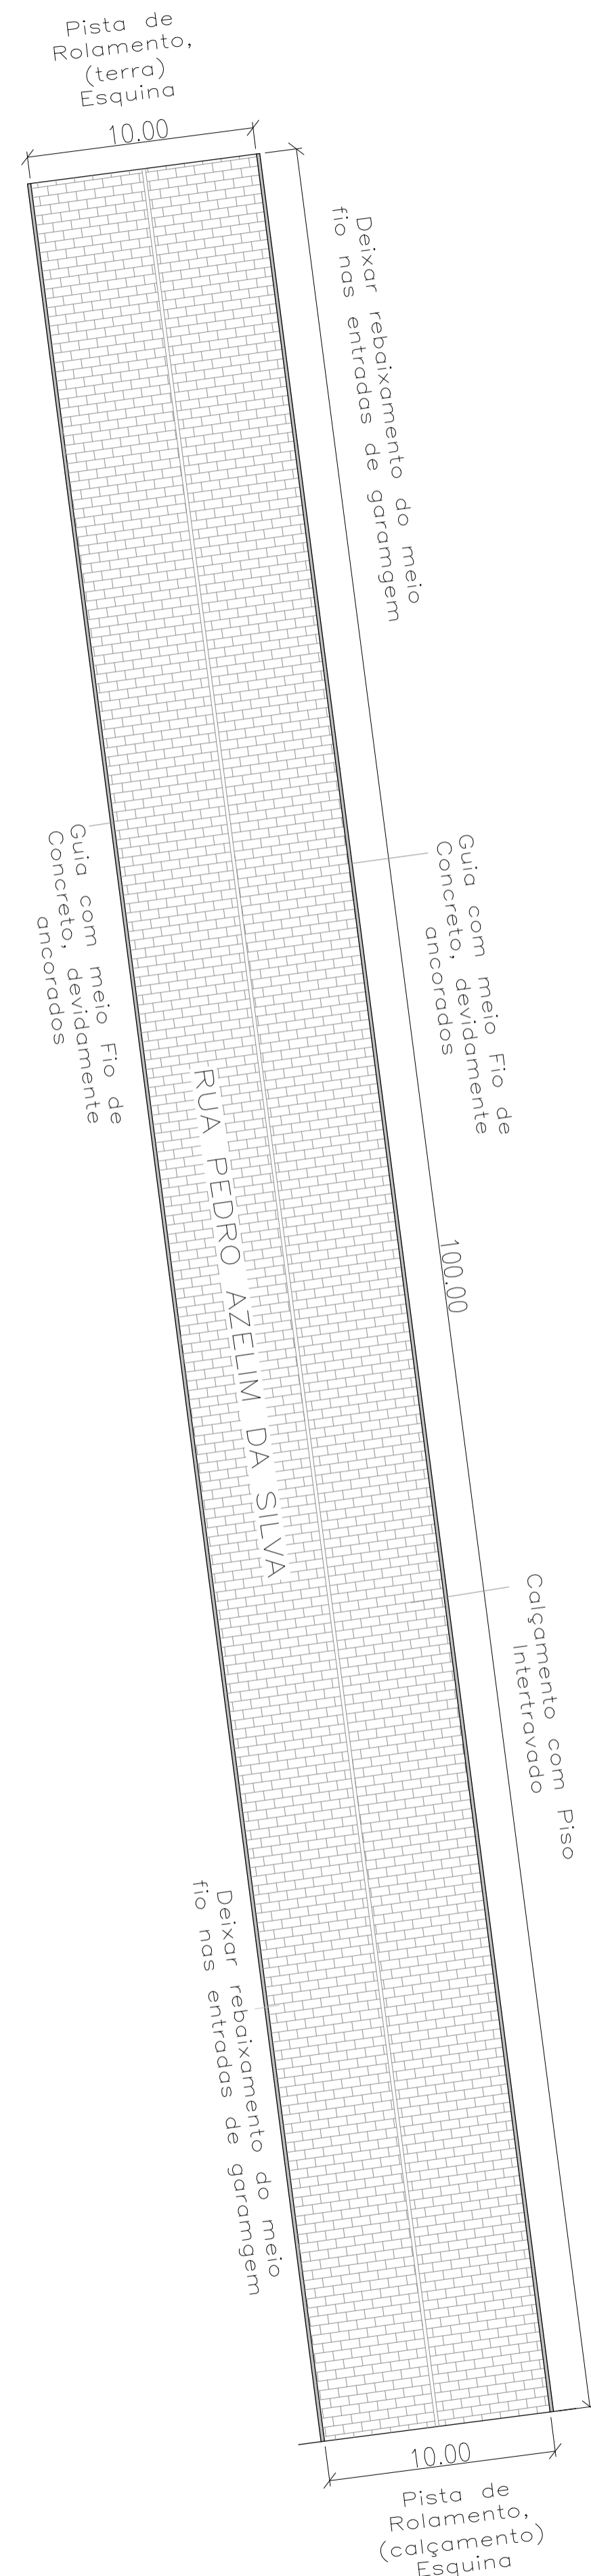 Pista de
Rolamento,
(terra)
Esquina
10.00
Deixar rebaixamento do meio
fio nas entradas de garamgem
Guia com meio Fio de
Concreto, devidamente
ancorados
Guia com meio Fio de
Concreto, devidamente
ancorados
RUA PEDRO AZELIM DA SILVA
100.00
Calçamento com Piso
Intertravado
Deixar rebaixamento do meio
fio nas entradas de garamgem
10.00
Pista de
Rolamento,
(calçamento)
Esquina